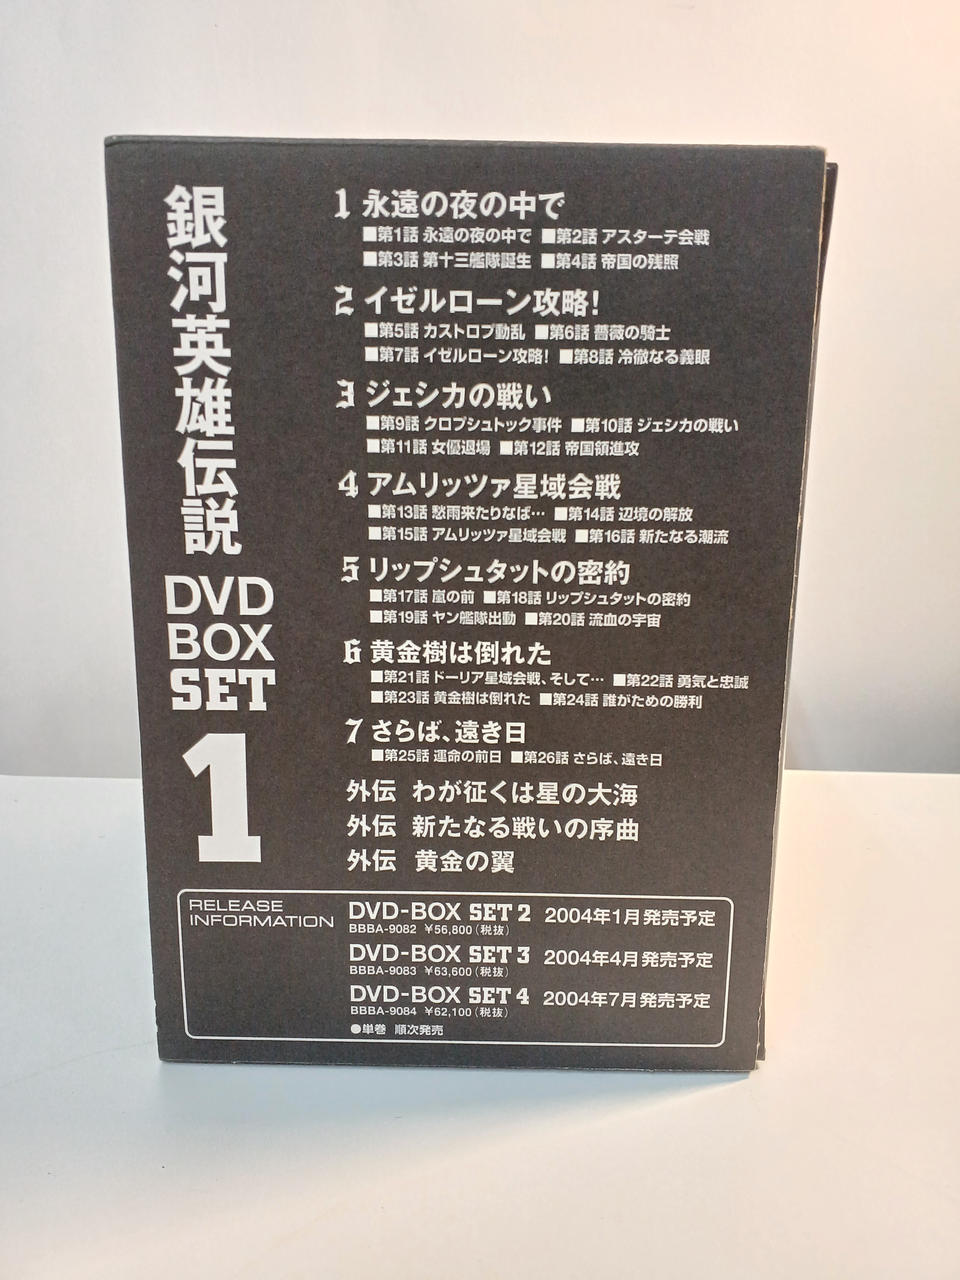 銀河英雄伝説
DVD
BOX
SET
1
1 永遠の夜の中で
■第1話 永遠の夜の中で ■第2話 アスターテ会戦
■第3話 第十三艦隊誕生 ■第4話 帝国の残照
2 イゼルローン攻略!
■第5話 カストロプ動乱 ■第6話 薔薇の騎士
■第7話 イゼルローン攻略! ■第8話 冷徹なる義眼
3 ジェシカの戦い
■第9話 クロプシュトック事件 ■第10話 ジェシカの戦い
■第11話 女優退場 ■第12話 帝国領進攻
4 アムリッツァ星域会戦
■第13話 愁雨来たりなば… ■第14話 辺境の解放
■第15話 アムリッツァ星域会戦 ■第16話 新たなる潮流
5 リップシュタットの密約
■第17話 嵐の前 ■第18話 リップシュタットの密約
■第19話 ヤン艦隊出動 ■第20話 流血の宇宙
6 黄金樹は倒れた
■第21話 ドーリア星域会戦、そして… ■第22話 勇気と忠誠
■第23話 黄金樹は倒れた ■第24話 誰がための勝利
7 さらば、遠き日
■第25話 運命の前日 ■第26話 さらば、遠き日
外伝 わが征くは星の大海
外伝 新たなる戦いの序曲
外伝 黄金の翼
RELEASE
INFORMATION
DVD-BOX SET 2 2004年1月発売予定
BBBA-9082 ¥56,800(税抜)
DVD-BOX SET 3 2004年4月発売予定
BBBA-9083 ¥63,600(税抜)
DVD-BOX SET 4 2004年7月発売予定
BBBA-9084 ¥62,100(税抜)
●単巻 順次発売